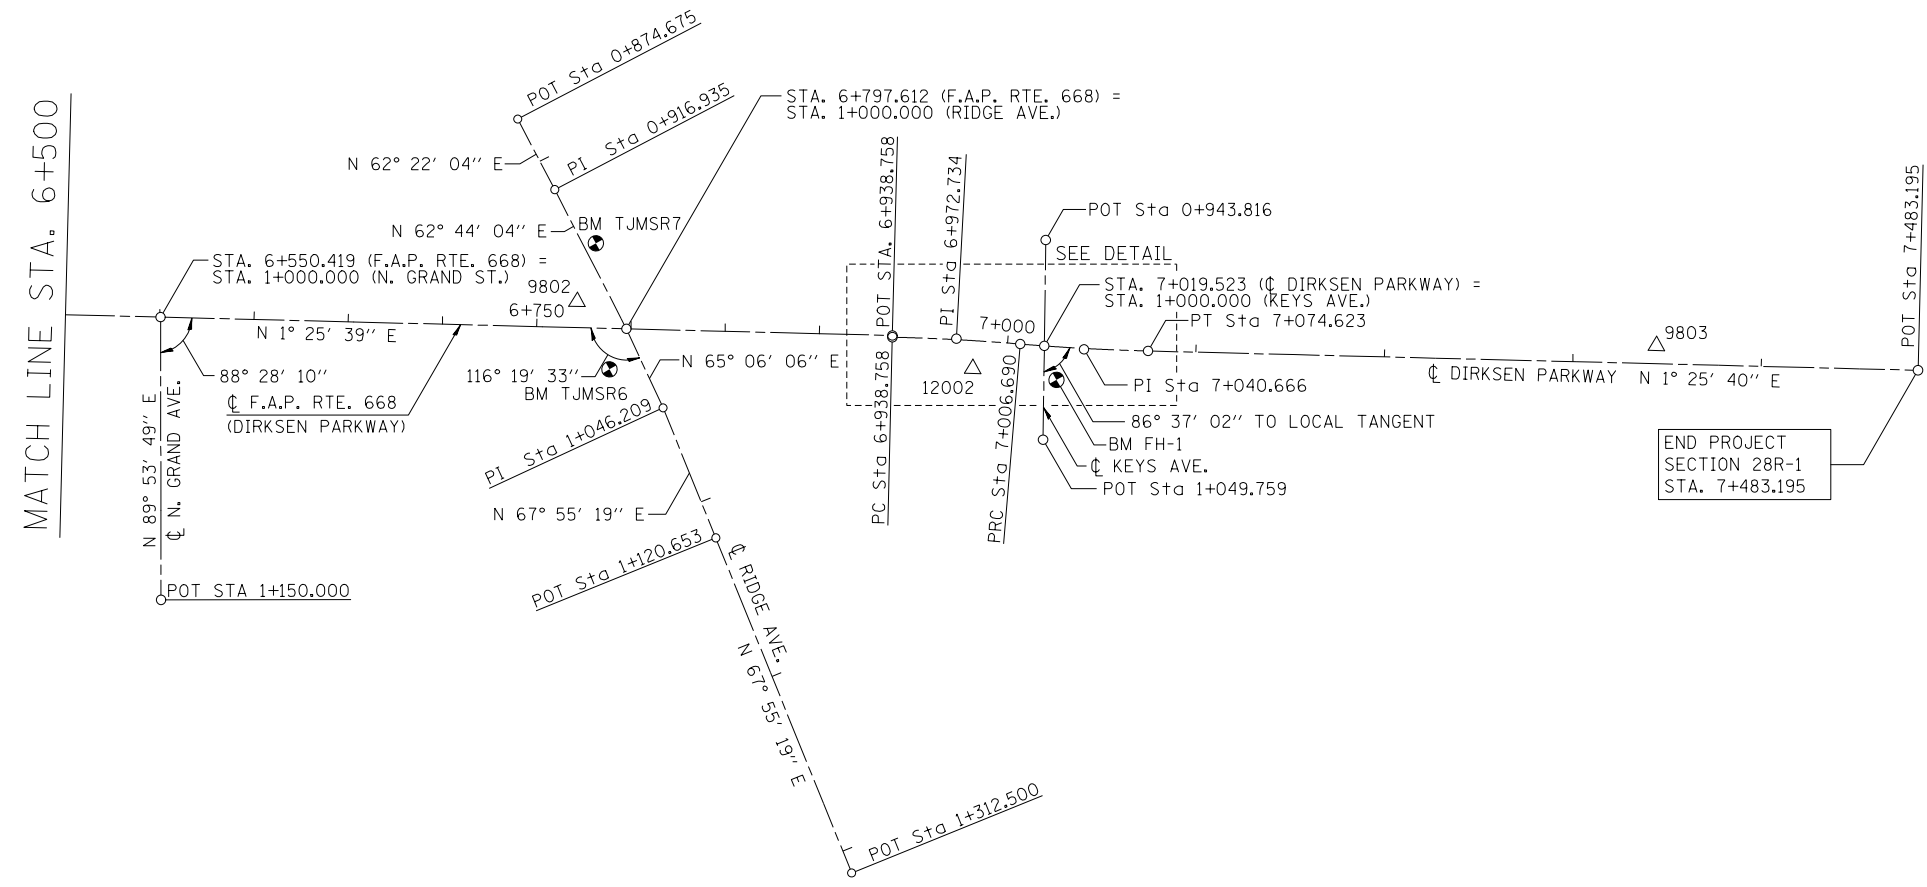 MATCH LINE STA. 6+500
POT Sta 0+874.675
PI Sta 0+916.935
N 62° 22' 04'' E
N 62° 44' 04'' E
BM TJMSR7
STA. 6+797.612 (F.A.P. RTE. 668) =
STA. 1+000.000 (RIDGE AVE.)
STA. 6+550.419 (F.A.P. RTE. 668) =
STA. 1+000.000 (N. GRAND ST.)
9802
6+750
N 1° 25' 39'' E
88° 28' 10''
℄ F.A.P. RTE. 668
(DIRKSEN PARKWAY)
N 89° 53' 49'' E
℄ N. GRAND AVE.
POT STA 1+150.000
116° 19' 33''
BM TJMSR6
N 65° 06' 06'' E
PI Sta 1+046.209
N 67° 55' 19'' E
POT Sta 1+120.653
℄ RIDGE AVE.
N 67° 55' 19'' E
POT Sta 1+312.500
POT STA. 6+938.758
PC Sta 6+938.758
PI Sta 6+972.734
12002
7+000
PRC Sta 7+006.690
POT Sta 0+943.816
SEE DETAIL
STA. 7+019.523 (℄ DIRKSEN PARKWAY) =
STA. 1+000.000 (KEYS AVE.)
PT Sta 7+074.623
PI Sta 7+040.666
86° 37' 02'' TO LOCAL TANGENT
BM FH-1
℄ KEYS AVE.
POT Sta 1+049.759
9803
℄ DIRKSEN PARKWAY N 1° 25' 40'' E
POT Sta 7+483.195
END PROJECT
SECTION 28R-1
STA. 7+483.195